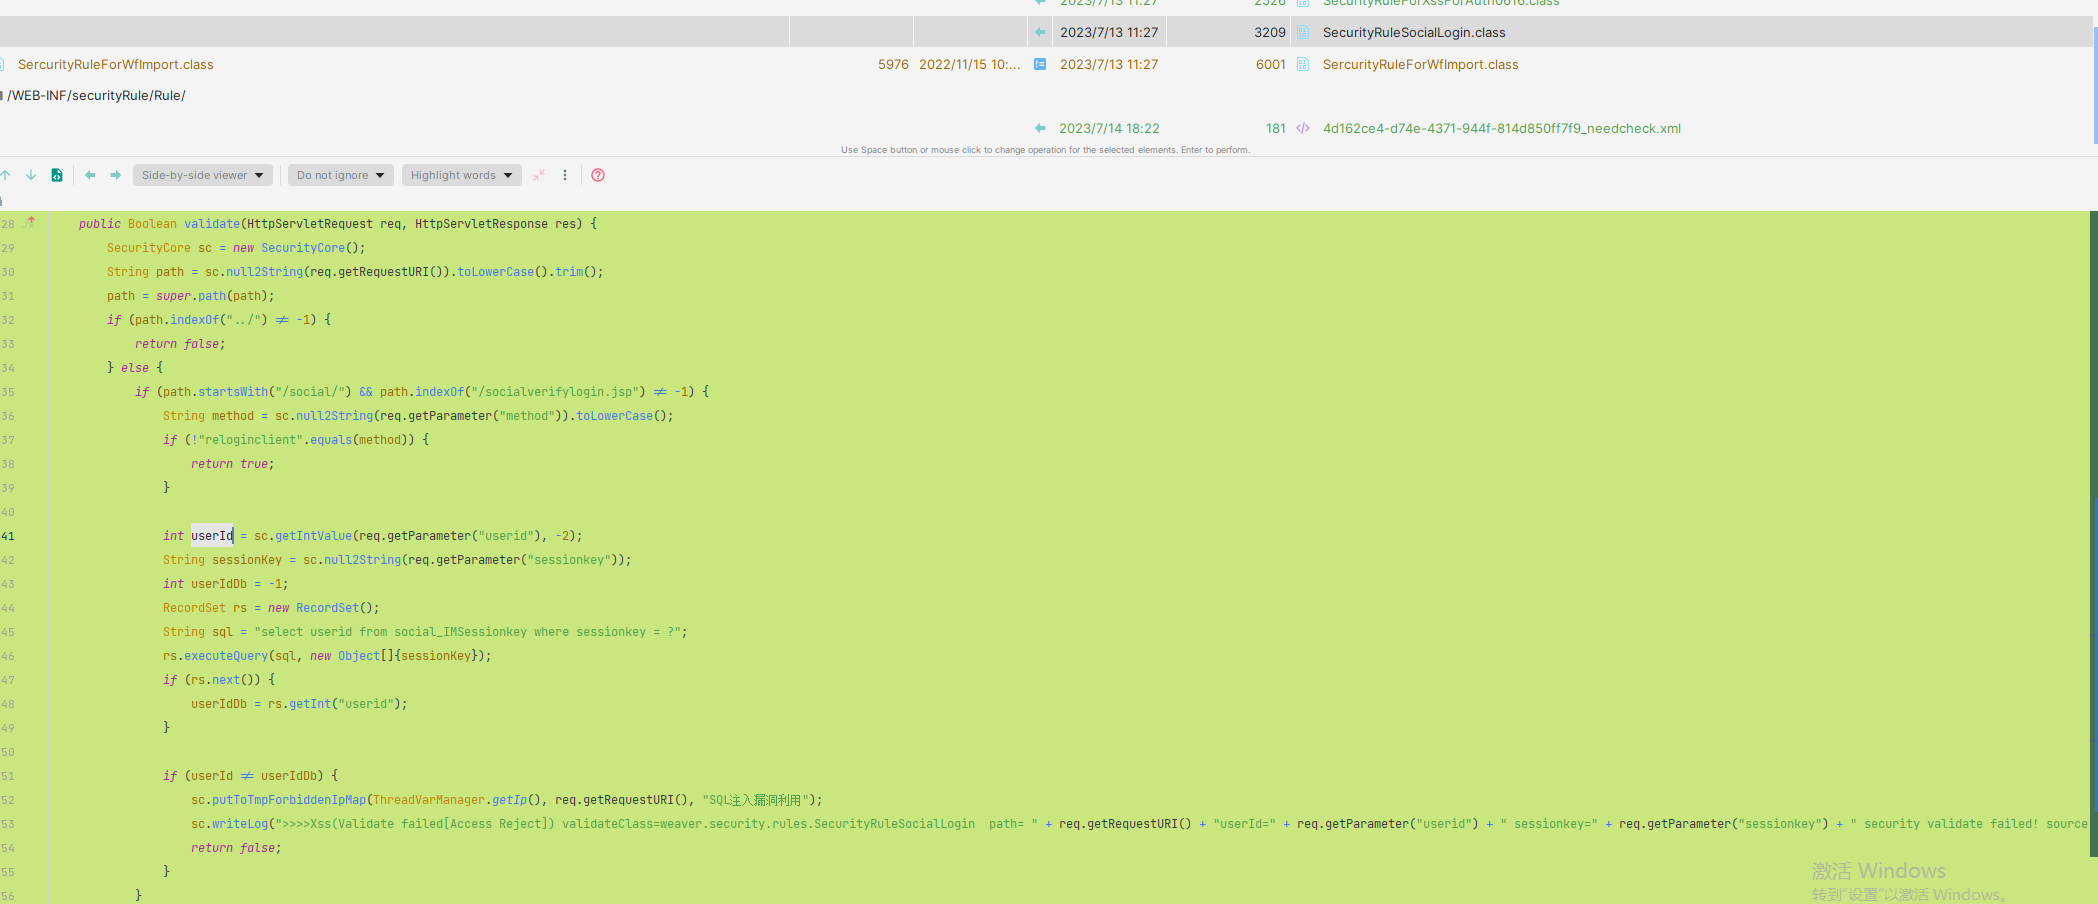 2023/7/13 11:27 2526 SecurityRuleForXssForAuth0616.class
2023/7/13 11:27 3209 SecurityRuleSocialLogin.class
SercurityRuleForWfImport.class 5976 2022/11/15 10:... 2023/7/13 11:27 6001 SercurityRuleForWfImport.class
/WEB-INF/securityRule/Rule/
2023/7/14 18:22 181 4d162ce4-d74e-4371-944f-814d850ff7f9_needcheck.xml
Use Space button or mouse click to change operation for the selected elements. Enter to perform.
Side-by-side viewer Do not ignore Highlight words
28 public Boolean validate(HttpServletRequest req, HttpServletResponse res) {
29 SecurityCore sc = new SecurityCore();
30 String path = sc.null2String(req.getRequestURI()).toLowerCase().trim();
31 path = super.path(path);
32 if (path.indexOf("../") ≠ -1) {
33 return false;
34 } else {
35 if (path.startsWith("/social/") && path.indexOf("/socialverifylogin.jsp") ≠ -1) {
36 String method = sc.null2String(req.getParameter("method")).toLowerCase();
37 if (!"reloginclient".equals(method)) {
38 return true;
39 }
40
41 int userId = sc.getIntValue(req.getParameter("userid"), -2);
42 String sessionKey = sc.null2String(req.getParameter("sessionkey"));
43 int userIdDb = -1;
44 RecordSet rs = new RecordSet();
45 String sql = "select userid from social_IMSessionkey where sessionkey = ?";
46 rs.executeQuery(sql, new Object[]{sessionKey});
47 if (rs.next()) {
48 userIdDb = rs.getInt("userid");
49 }
50
51 if (userId ≠ userIdDb) {
52 sc.putToTmpForbiddenIpMap(ThreadVarManager.getIp(), req.getRequestURI(), "SQL注入漏洞利用");
53 sc.writeLog(">>>>Xss(Validate failed[Access Reject]) validateClass=weaver.security.rules.SecurityRuleSocialLogin  path= " + req.getRequestURI() + "userId=" + req.getParameter("userid") + " sessionkey=" + req.getParameter("sessionkey") + " security validate failed! source
54 return false;
55 }
56 }
激活 Windows
转到"设置"以激活 Windows。